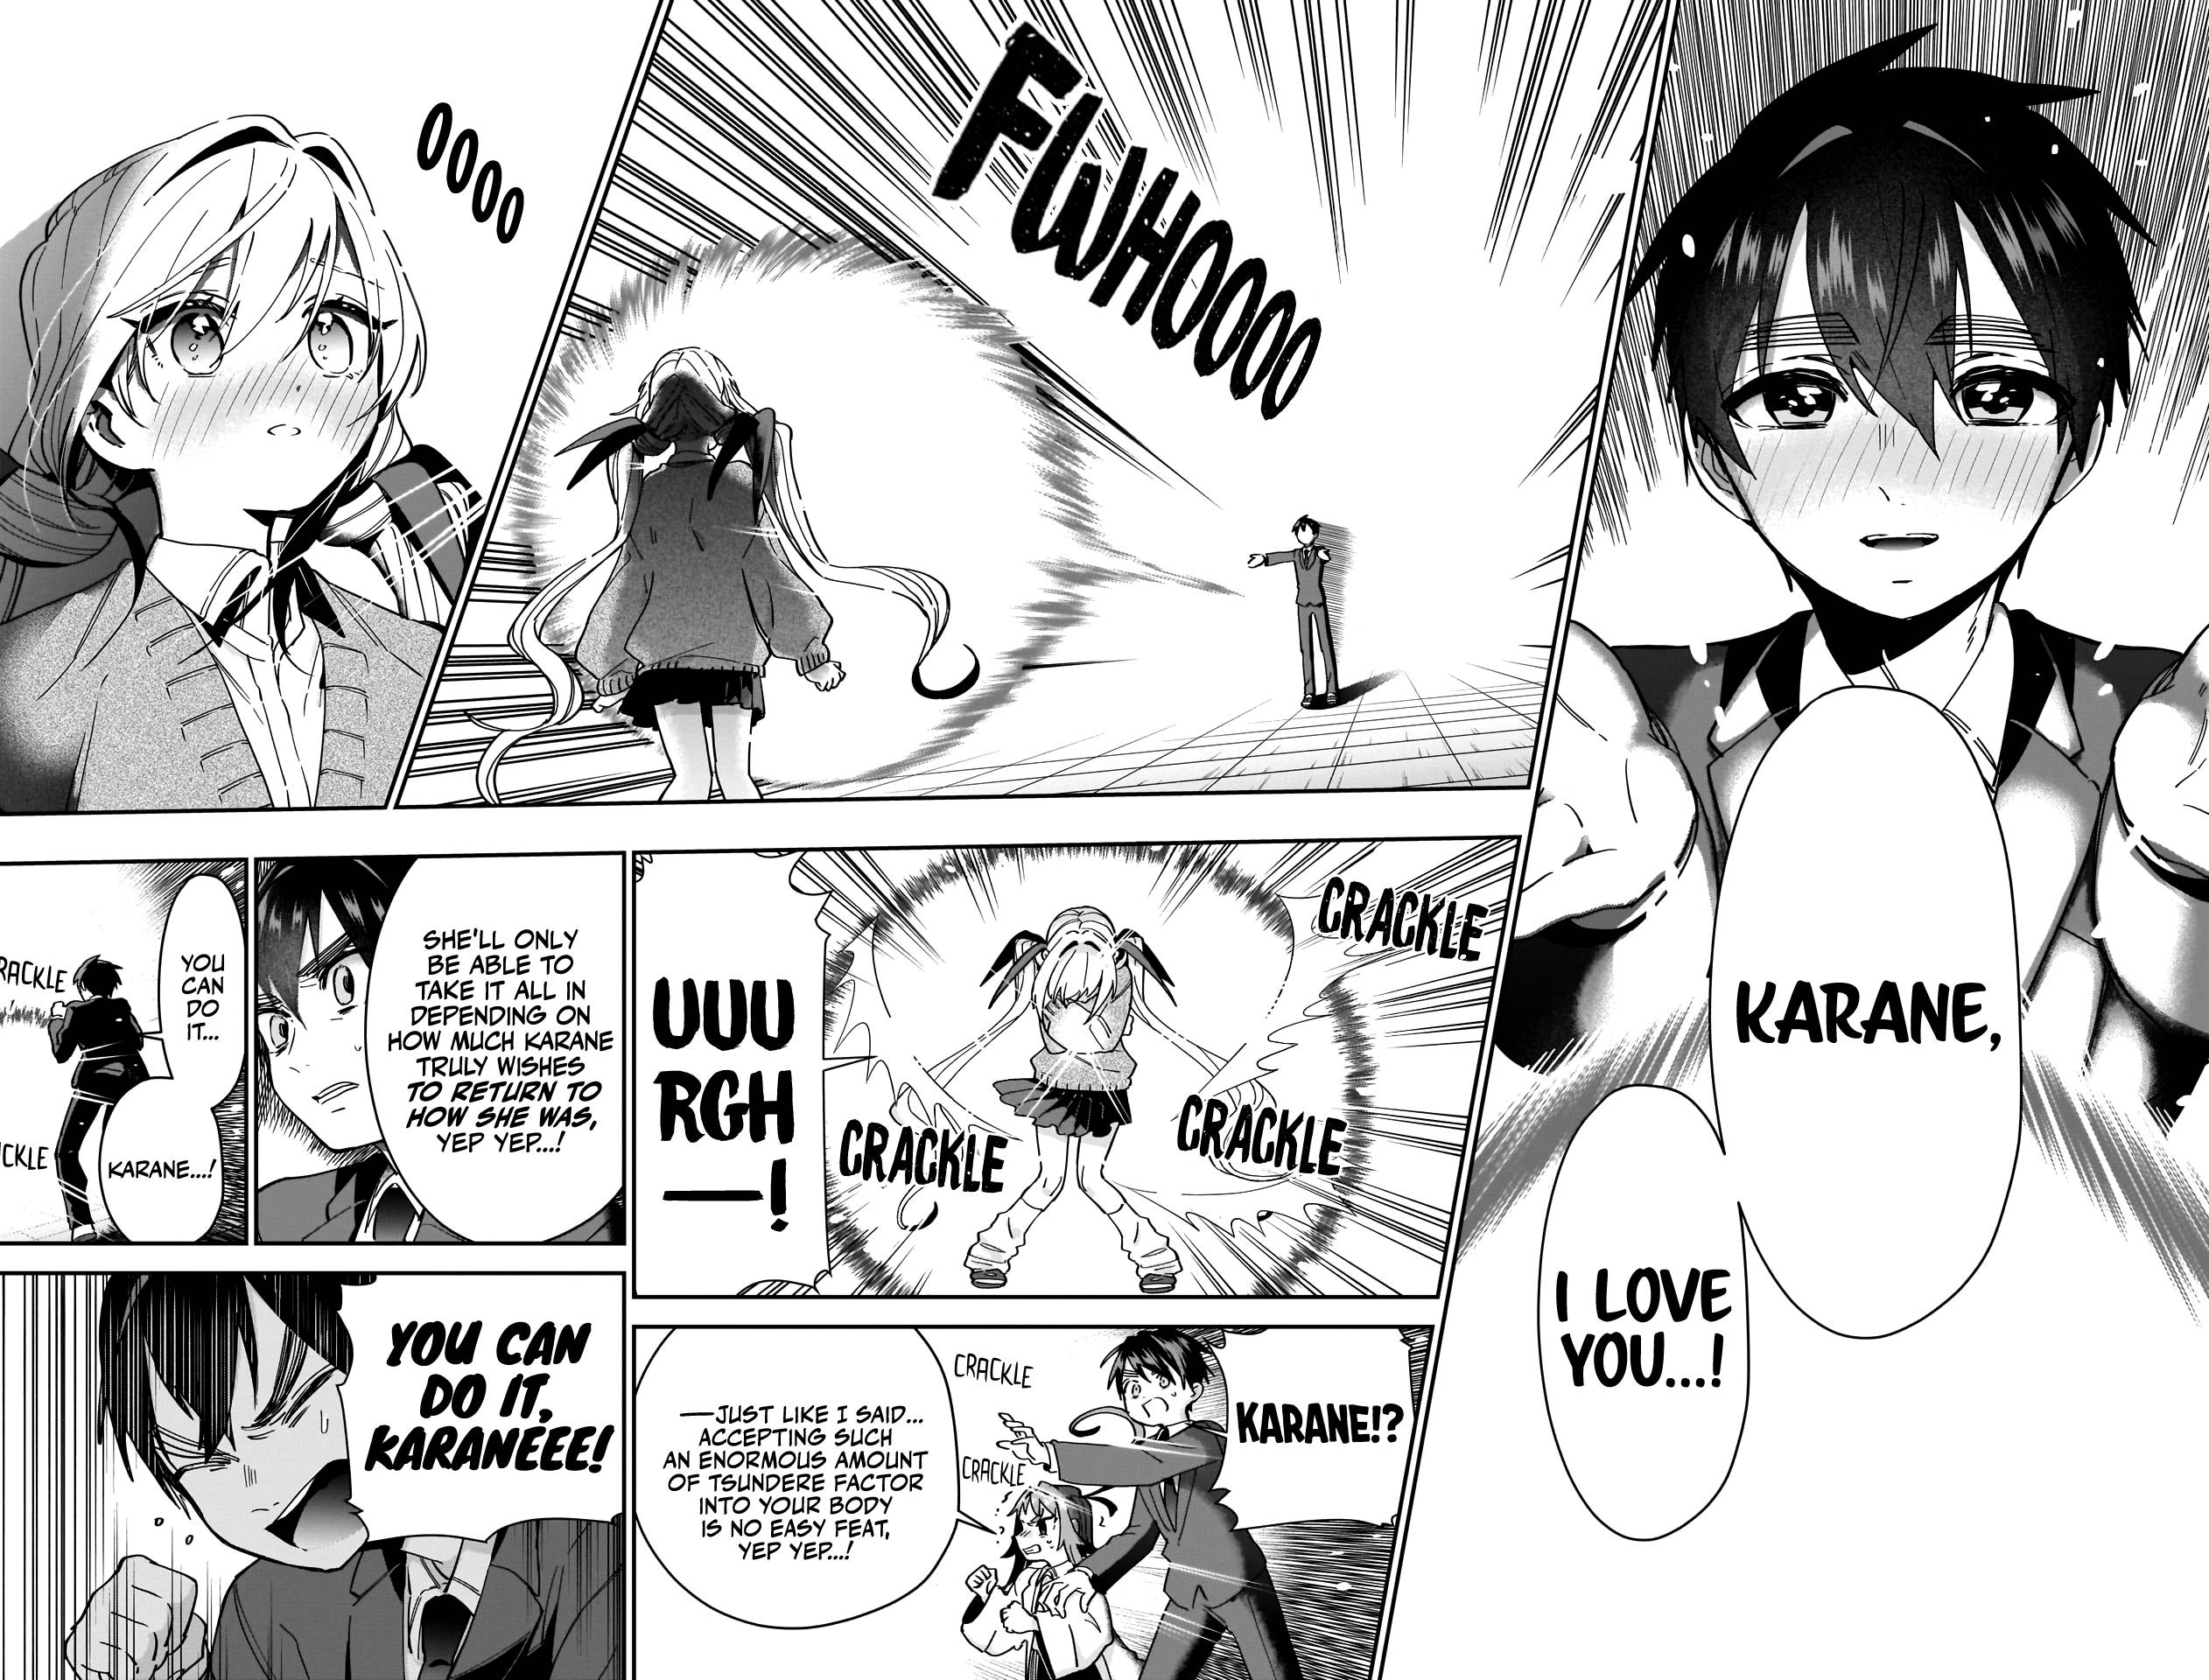 KARANE,
I LOVE
YOU...!
FWHOOOO
OOOO
CRACKLE
CRACKLE
CRACKLE
UUU
RGH
—!
KARANE!?
CRACKLE
CRACKLE
—JUST LIKE I SAID...
ACCEPTING SUCH
AN ENORMOUS AMOUNT
OF TSUNDERE FACTOR
INTO YOUR BODY
IS NO EASY FEAT,
YEP YEP...!
SHE'LL ONLY
BE ABLE TO
TAKE IT ALL IN
DEPENDING ON
HOW MUCH KARANE
TRULY WISHES
TO RETURN TO
HOW SHE WAS,
YEP YEP...!
YOU
CAN
DO
IT...
KARANE...!
RACKLE
CKLE
YOU CAN
DO IT,
KARANEEE!